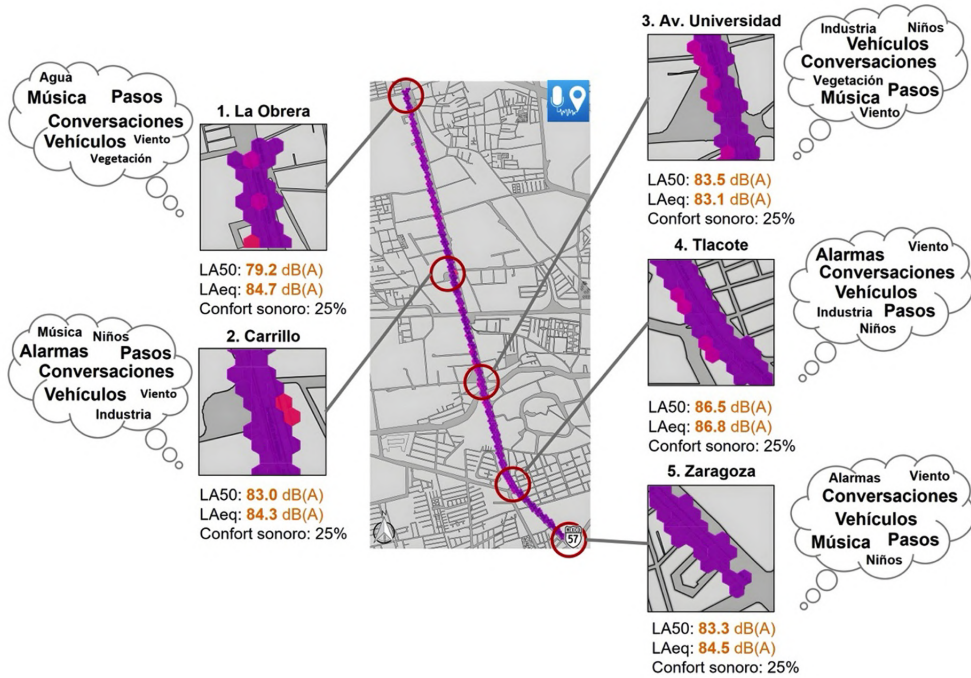 Agua
Música Pasos
Conversaciones
Vehículos Viento
Vegetación
1. La Obrera
LA50: 79.2 dB(A)
LAeq: 84.7 dB(A)
Confort sonoro: 25%
Música Niños
Alarmas Pasos
Conversaciones
Vehículos Viento
Industria
2. Carrillo
LA50: 83.0 dB(A)
LAeq: 84.3 dB(A)
Confort sonoro: 25%
57
3. Av. Universidad
LA50: 83.5 dB(A)
LAeq: 83.1 dB(A)
Confort sonoro: 25%
Industria Niños
Vehículos
Conversaciones
Vegetación
Pasos
Música
Viento
4. Tlacote
LA50: 86.5 dB(A)
LAeq: 86.8 dB(A)
Confort sonoro: 25%
Viento
Alarmas
Conversaciones
Vehículos
Industria Pasos
Niños
5. Zaragoza
LA50: 83.3 dB(A)
LAeq: 84.5 dB(A)
Confort sonoro: 25%
Alarmas Viento
Conversaciones
Vehículos
Música Pasos
Niños